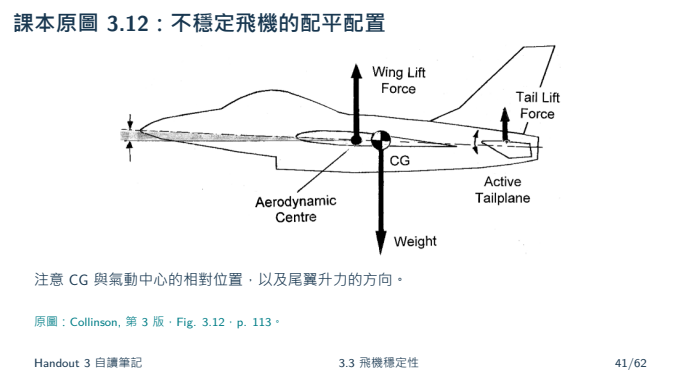 課本原圖 3.12：不穩定飛機的配平配置
Wing Lift
Force
Tail Lift
Force
CG
Aerodynamic
Centre
Active
Tailplane
Weight
注意 CG 與氣動中心的相對位置，以及尾翼升力的方向。
原圖：Collinson, 第 3 版，Fig. 3.12，p. 113。
Handout 3 自讀筆記
3.3 飛機穩定性
41/62